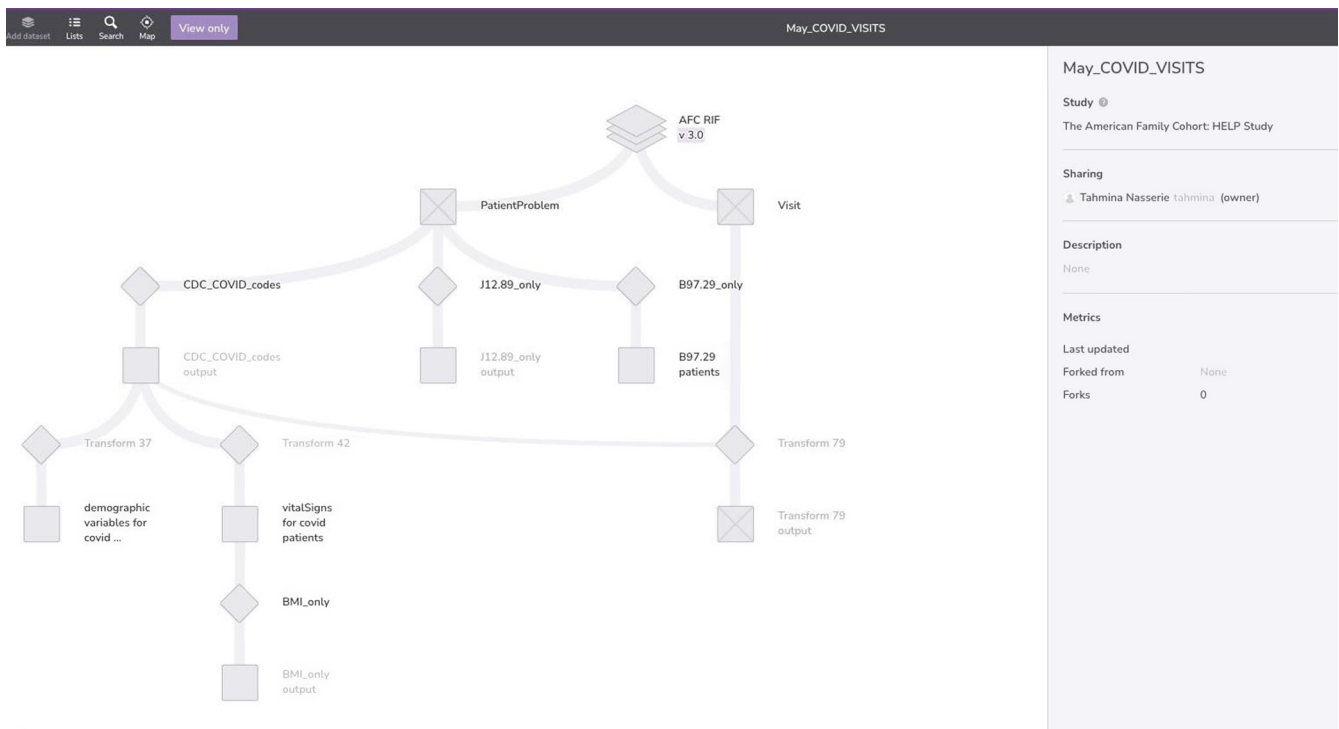 Add dataset
Lists
Search
Map
View only
May_COVID_VISITS
May_COVID_VISITS
Study
The American Family Cohort: HELP Study
Sharing
Tahmina Nasserie tahmina (owner)
Description
None
Metrics
Last updated
Forked from None
Forks 0
AFC RIF
v 3.0
PatientProblem
Visit
CDC_COVID_codes
J12.89_only
B97.29_only
CDC_COVID_codes
output
J12.89_only
output
B97.29
patients
Transform 37
Transform 42
Transform 79
demographic
variables for
covid ...
vitalSigns
for covid
patients
Transform 79
output
BMI_only
BMI_only
output